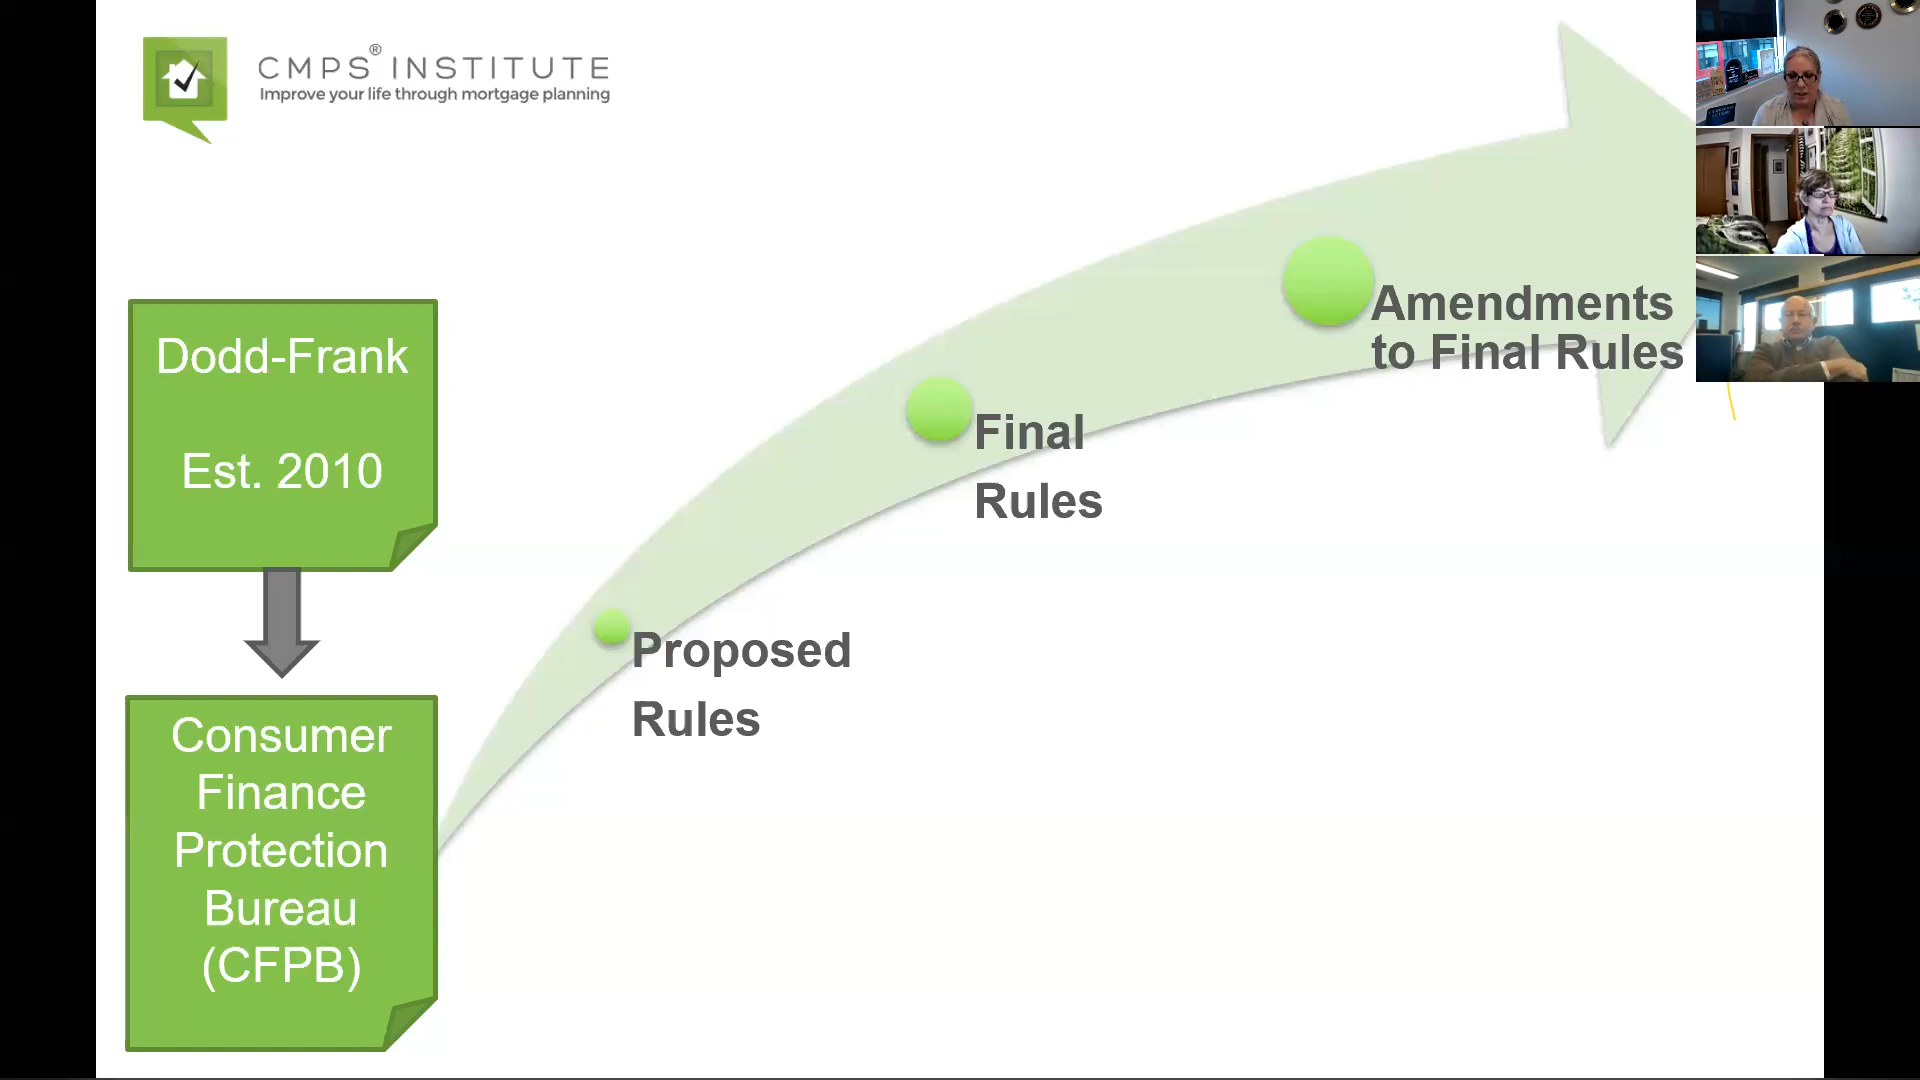 CMPS® INSTITUTE
Improve your life through mortgage planning
Dodd-Frank
Est. 2010
Consumer
Finance
Protection
Bureau
(CFPB)
Proposed
Rules
Final
Rules
Amendments
to Final Rules